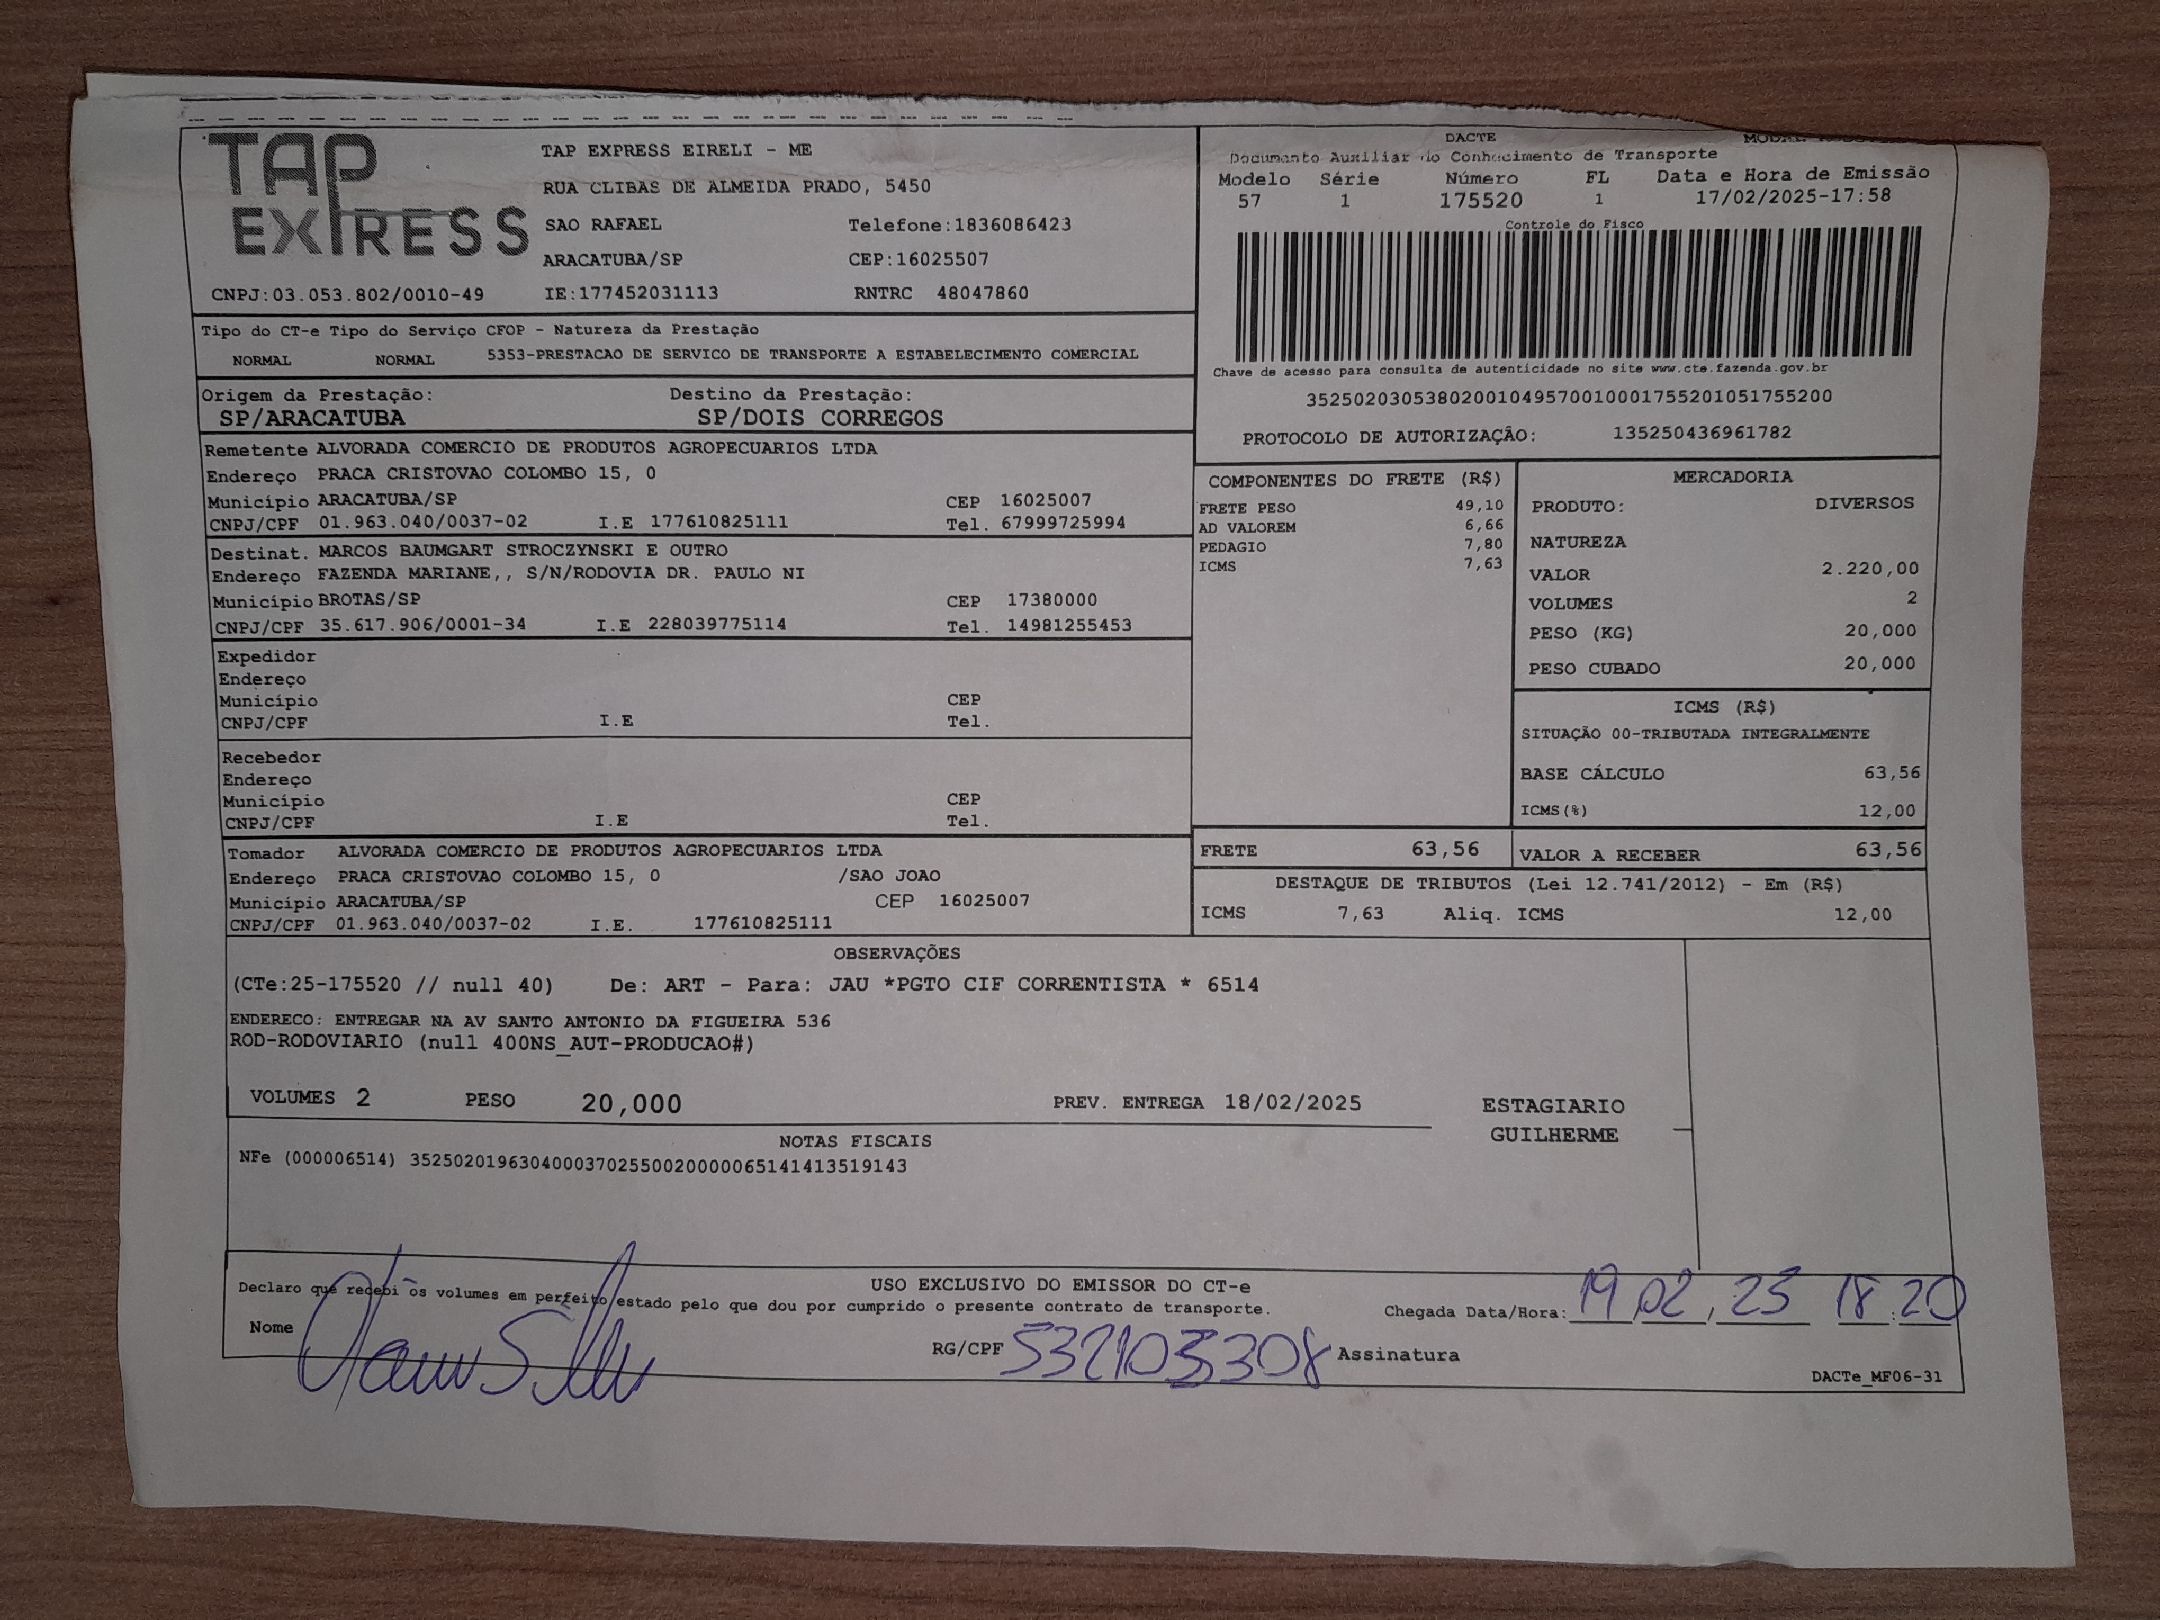 TAP EXPRESS
TAP EXPRESS EIRELI - ME
RUA CLIBAS DE ALMEIDA PRADO, 5450
SAO RAFAEL Telefone:1836086423
ARACATUBA/SP CEP:16025507
CNPJ:03.053.802/0010-49 IE:177452031113 RNTRC 48047860
DACTE
Documento Auxiliar do Conhecimento de Transporte
Modelo Série Número FL Data e Hora de Emissão
57 1 175520 1 17/02/2025-17:58
Controle do Fisco
Chave de acesso para consulta de autenticidade no site www.cte.fazenda.gov.br
35250203053802001049570010001755201051755200
PROTOCOLO DE AUTORIZAÇÃO: 135250436961782
Tipo do CT-e Tipo do Serviço CFOP - Natureza da Prestação
NORMAL NORMAL 5353-PRESTACAO DE SERVICO DE TRANSPORTE A ESTABELECIMENTO COMERCIAL
Origem da Prestação: Destino da Prestação:
SP/ARACATUBA SP/DOIS CORREGOS
Remetente ALVORADA COMERCIO DE PRODUTOS AGROPECUARIOS LTDA
Endereço PRACA CRISTOVAO COLOMBO 15, 0
Município ARACATUBA/SP CEP 16025007
CNPJ/CPF 01.963.040/0037-02 I.E 177610825111 Tel. 67999725994
Destinat. MARCOS BAUMGART STROCZYNSKI E OUTRO
Endereço FAZENDA MARIANE,, S/N/RODOVIA DR. PAULO NI
Município BROTAS/SP CEP 17380000
CNPJ/CPF 35.617.906/0001-34 I.E 228039775114 Tel. 14981255453
Expedidor
Endereço
Município CEP
CNPJ/CPF I.E Tel.
Recebedor
Endereço
Município CEP
CNPJ/CPF I.E Tel.
Tomador ALVORADA COMERCIO DE PRODUTOS AGROPECUARIOS LTDA
Endereço PRACA CRISTOVAO COLOMBO 15, 0 /SAO JOAO
Município ARACATUBA/SP CEP 16025007
CNPJ/CPF 01.963.040/0037-02 I.E. 177610825111
COMPONENTES DO FRETE (R$)
FRETE PESO 49,10
AD VALOREM 6,66
PEDAGIO 7,80
ICMS 7,63
MERCADORIA
PRODUTO: DIVERSOS
NATUREZA
VALOR 2.220,00
VOLUMES 2
PESO (KG) 20,000
PESO CUBADO 20,000
ICMS (R$)
SITUAÇÃO 00-TRIBUTADA INTEGRALMENTE
BASE CÁLCULO 63,56
ICMS(%) 12,00
FRETE 63,56 VALOR A RECEBER 63,56
DESTAQUE DE TRIBUTOS (Lei 12.741/2012) - Em (R$)
ICMS 7,63 Aliq. ICMS 12,00
OBSERVAÇÕES
(CTe:25-175520 // null 40) De: ART - Para: JAU *PGTO CIF CORRENTISTA * 6514
ENDERECO: ENTREGAR NA AV SANTO ANTONIO DA FIGUEIRA 536
ROD-RODOVIARIO (null 400NS_AUT-PRODUCAO#)
VOLUMES 2 PESO 20,000 PREV. ENTREGA 18/02/2025
ESTAGIARIO
GUILHERME
NOTAS FISCAIS
NFe (000006514) 35250201963040003702550020000065141413519143
USO EXCLUSIVO DO EMISSOR DO CT-e
Declaro que recebi os volumes em perfeito estado pelo que dou por cumprido o presente contrato de transporte.
Chegada Data/Hora: 19 02 25 18:20
Nome RG/CPF 532103308 Assinatura
DACTe_MF06-31